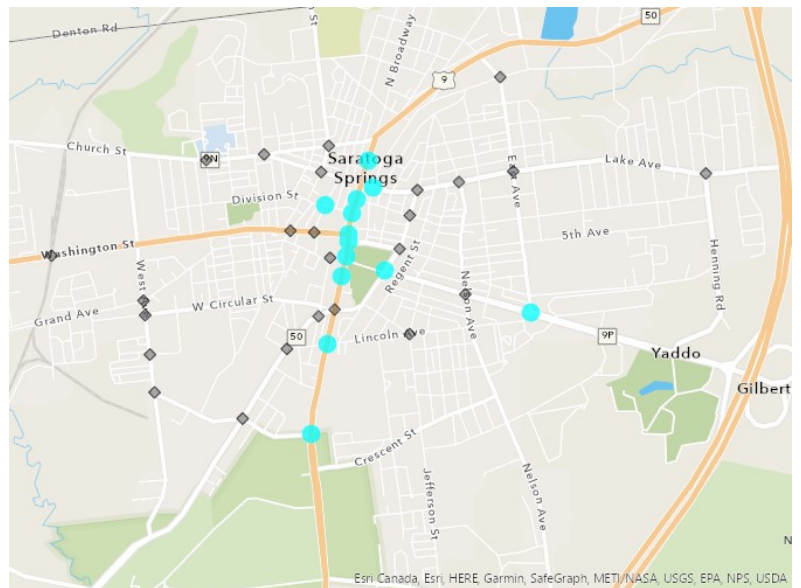 Denton Rd
on St
N Broadway
50
9
Church St
9N
Saratoga
Springs
East Ave
Lake Ave
Division St
5th Ave
Washington St
Regent St
Henning Rd
West
Nelson Ave
Grand Ave
W Circular St
50
Lincoln Ave
9P
Yaddo
Gilbert
Crescent St
Jefferson St
Nelson Ave
N
Esri Canada, Esri, HERE, Garmin, SafeGraph, METI/NASA, USGS, EPA, NPS, USDA